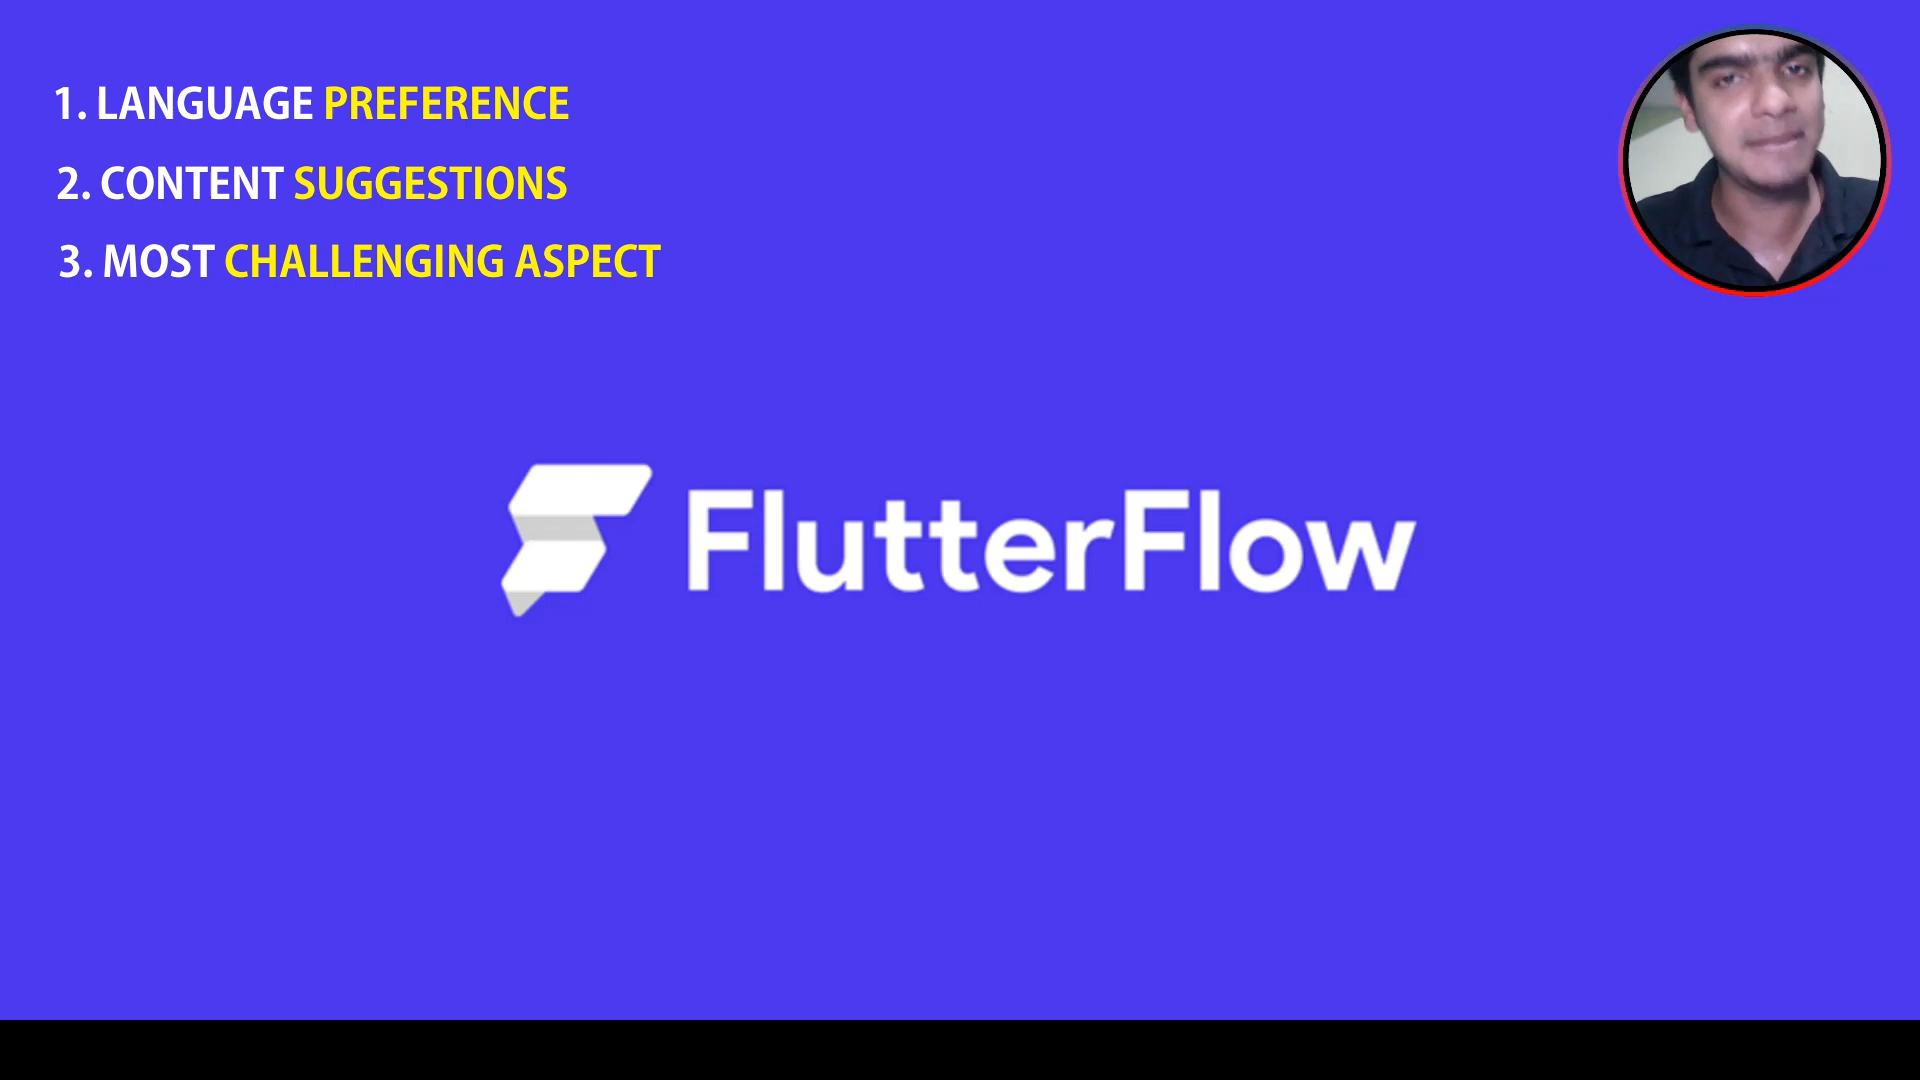 1. LANGUAGE PREFERENCE
2. CONTENT SUGGESTIONS
3. MOST CHALLENGING ASPECT
FlutterFlow